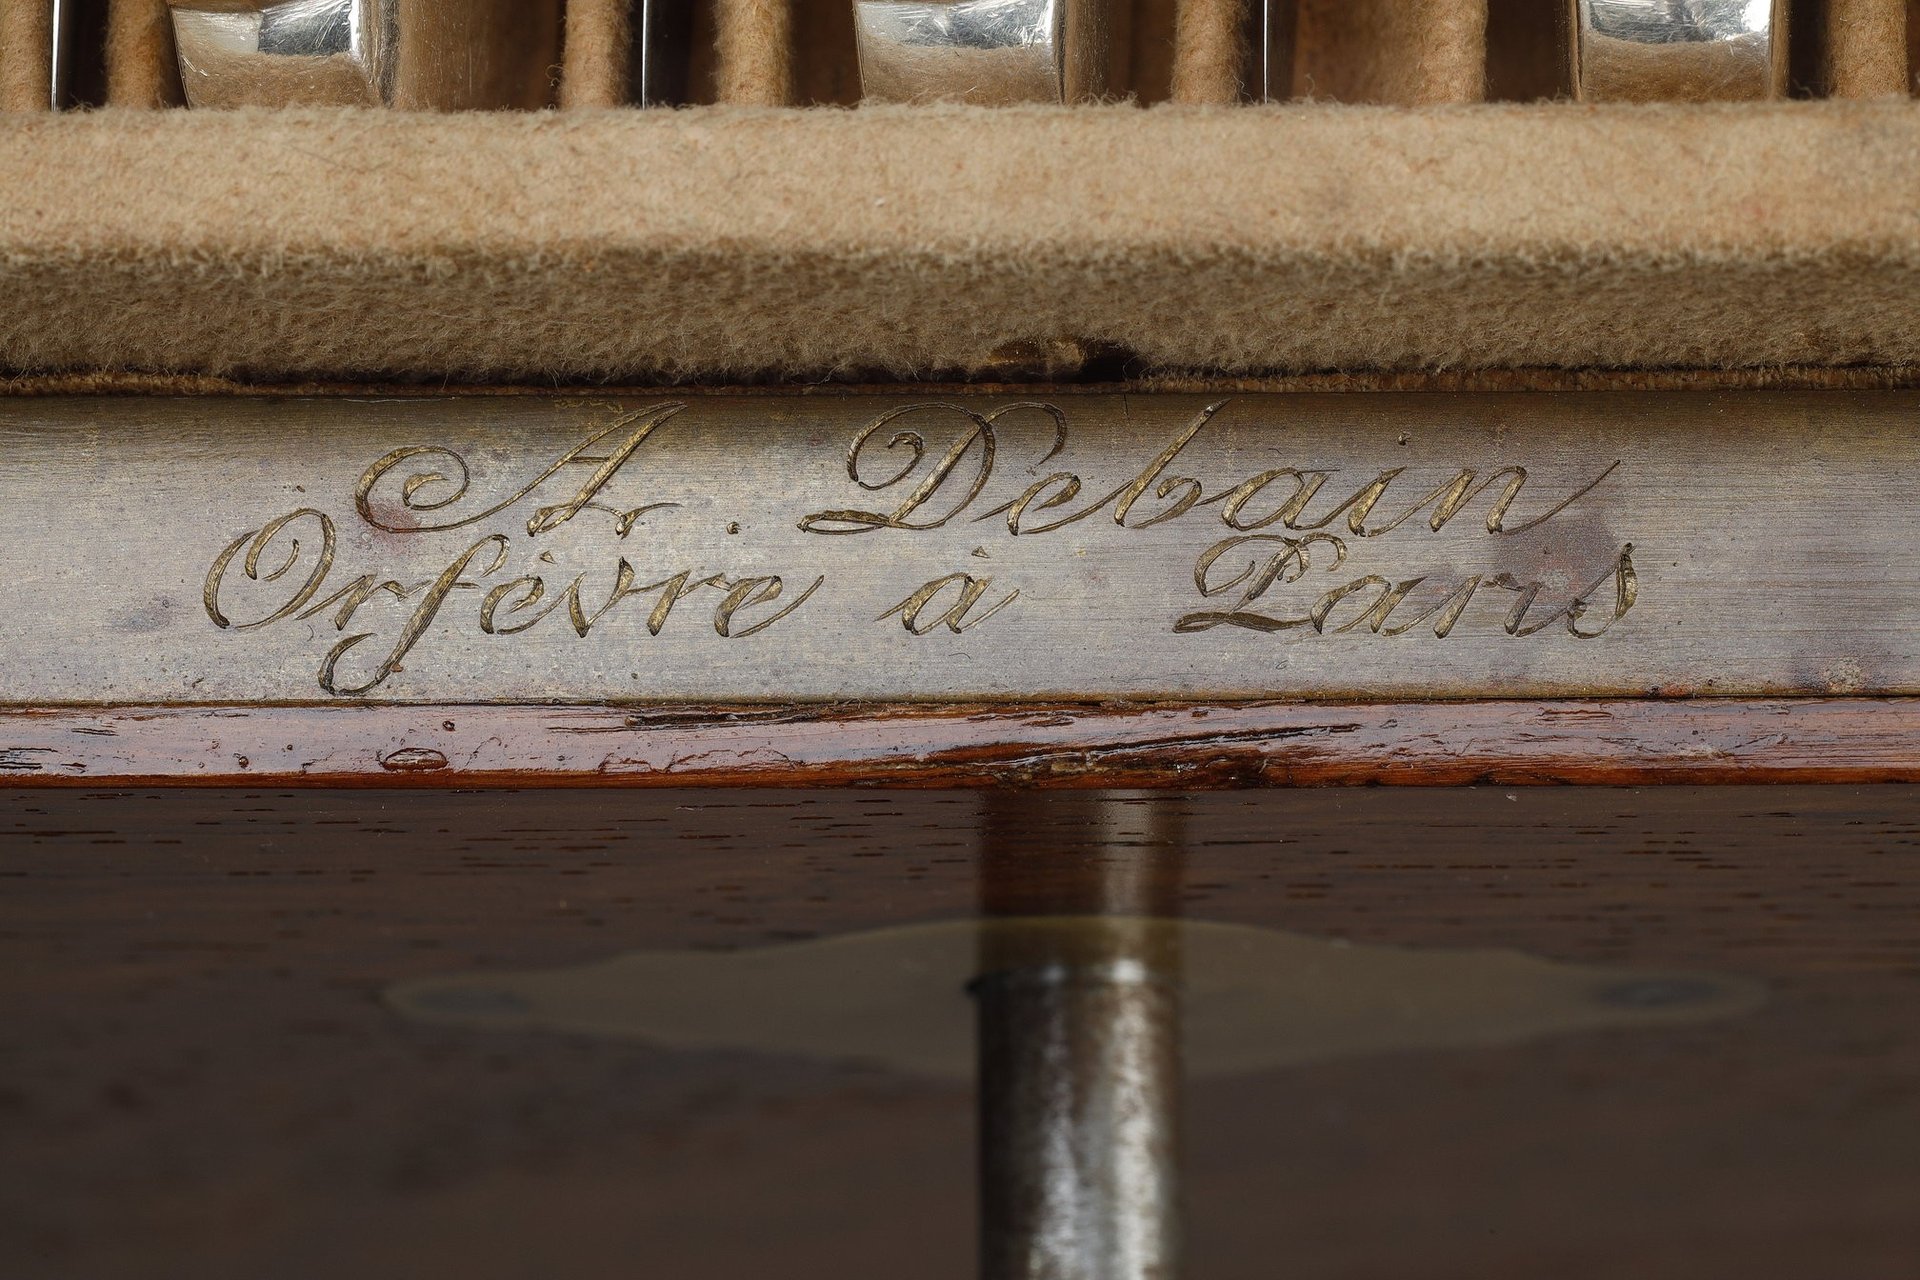 A. Debain
Orfèvre à Paris